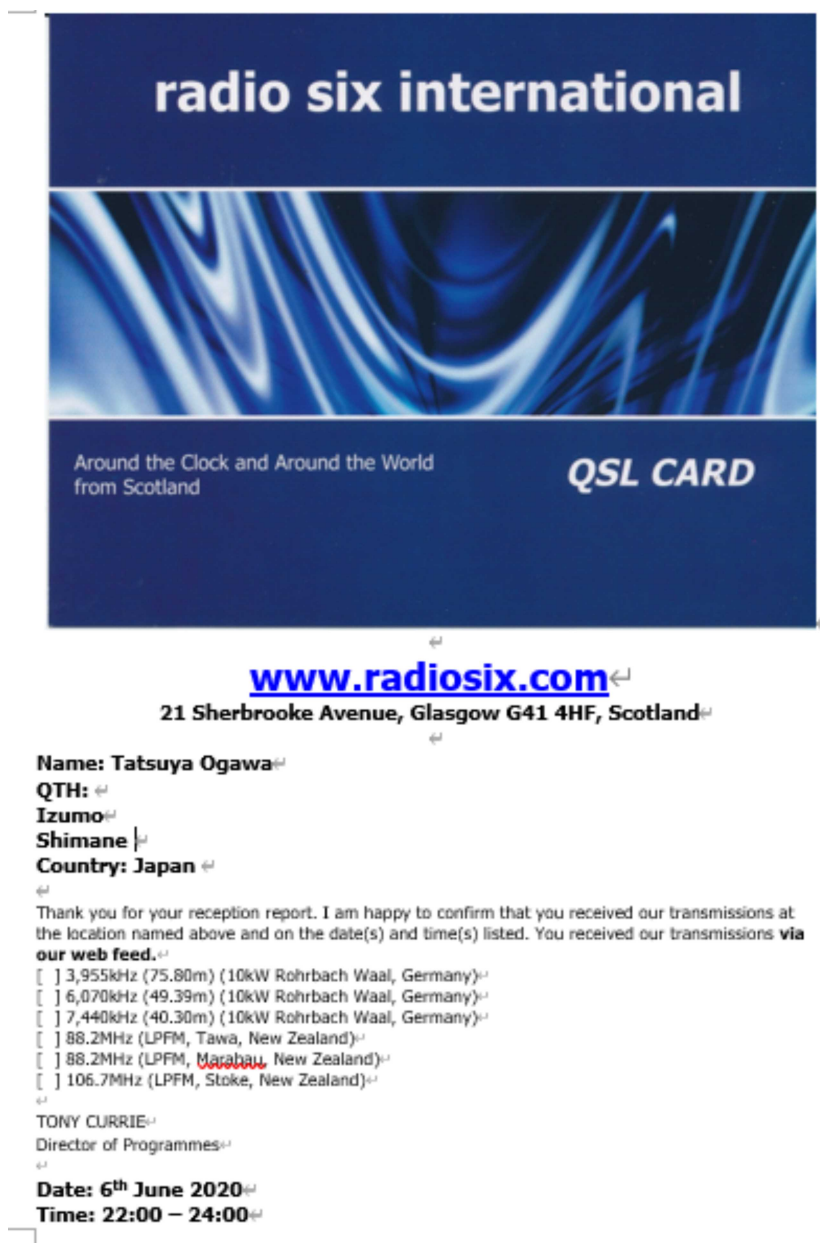 radio six international
Around the Clock and Around the World
from Scotland
QSL CARD
www.radiosix.com
21 Sherbrooke Avenue, Glasgow G41 4HF, Scotland
Name: Tatsuya Ogawa
QTH:
Izumo
Shimane
Country: Japan
Thank you for your reception report. I am happy to confirm that you received our transmissions at
the location named above and on the date(s) and time(s) listed. You received our transmissions via
our web feed.
[ ] 3,955kHz (75.80m) (10kW Rohrbach Waal, Germany)
[ ] 6,070kHz (49.39m) (10kW Rohrbach Waal, Germany)
[ ] 7,440kHz (40.30m) (10kW Rohrbach Waal, Germany)
[ ] 88.2MHz (LPFM, Tawa, New Zealand)
[ ] 88.2MHz (LPFM, Marahau, New Zealand)
[ ] 106.7MHz (LPFM, Stoke, New Zealand)
TONY CURRIE
Director of Programmes
Date: 6th June 2020
Time: 22:00 – 24:00